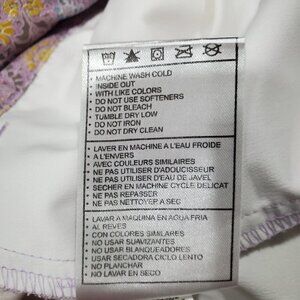 • MACHINE WASH COLD
• INSIDE OUT
• WITH LIKE COLORS
• DO NOT USE SOFTENERS
• DO NOT BLEACH
• TUMBLE DRY LOW
• DO NOT IRON
• DO NOT DRY CLEAN
• LAVER EN MACHINE A L'EAU FROIDE
• A L'ENVERS
• AVEC COULEURS SIMILAIRES
• NE PAS UTILISER D'ADOUCISSEUR
• NE PAS UTILISER D'EAU DE JAVEL
• SECHER EN MACHINE CYCLE DELICAT
• NE PAS REPASSER
• NE PAS NETTOYER A SEC
• LAVAR A MAQUINA EN AGUA FRIA
• AL REVES
• CON COLORES SIMILARES
• NO USAR SUAVIZANTES
• NO USAR BLANQUEADORES
• USAR SECADORA CICLO LENTO
• NO PLANCHAR
• NO LAVAR EN SECO